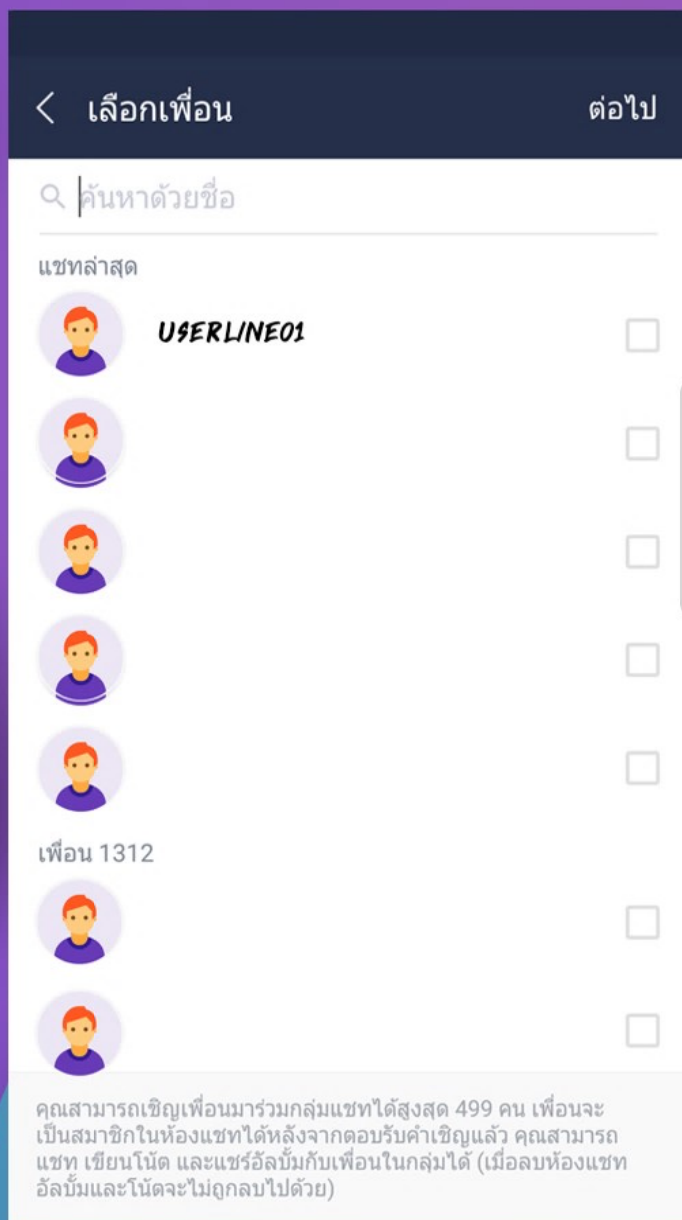 เลือกเพื่อน ต่อไป
ค้นหาด้วยชื่อ
แชทล่าสุด
USERLINE01
เพื่อน 1312
คุณสามารถเชิญเพื่อนมาร่วมกลุ่มแชทได้สูงสุด 499 คน เพื่อนจะ
เป็นสมาชิกในห้องแชทได้หลังจากตอบรับคำเชิญแล้ว คุณสามารถ
แชท เขียนโน้ต และแชร์อัลบั้มกับเพื่อนในกลุ่มได้ (เมื่อลบห้องแชท
อัลบั้มและโน้ตจะไม่ถูกลบไปด้วย)